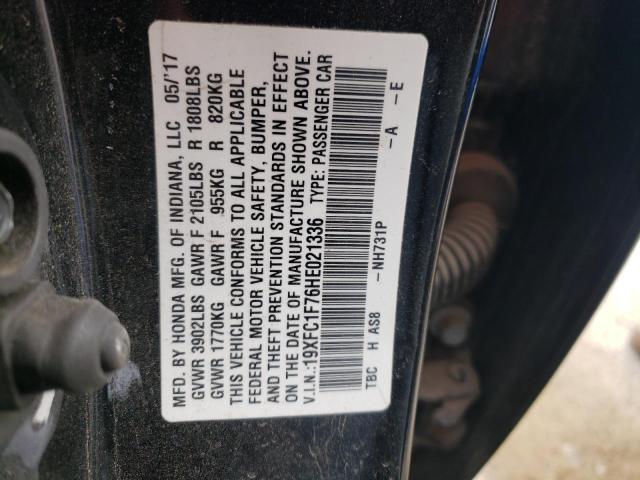 MFD. BY HONDA MFG. OF INDIANA, LLC 05/'17
GVWR 3902LBS GAWR F 2105LBS R 1808LBS
GVWR 1770KG GAWR F 955KG R 820KG
THIS VEHICLE CONFORMS TO ALL APPLICABLE
FEDERAL MOTOR VEHICLE SAFETY, BUMPER,
AND THEFT PREVENTION STANDARDS IN EFFECT
ON THE DATE OF MANUFACTURE SHOWN ABOVE.
V.I.N.:19XFC1F76HE021336 TYPE: PASSENGER CAR
TBC H AS8 -NH731P -A -E